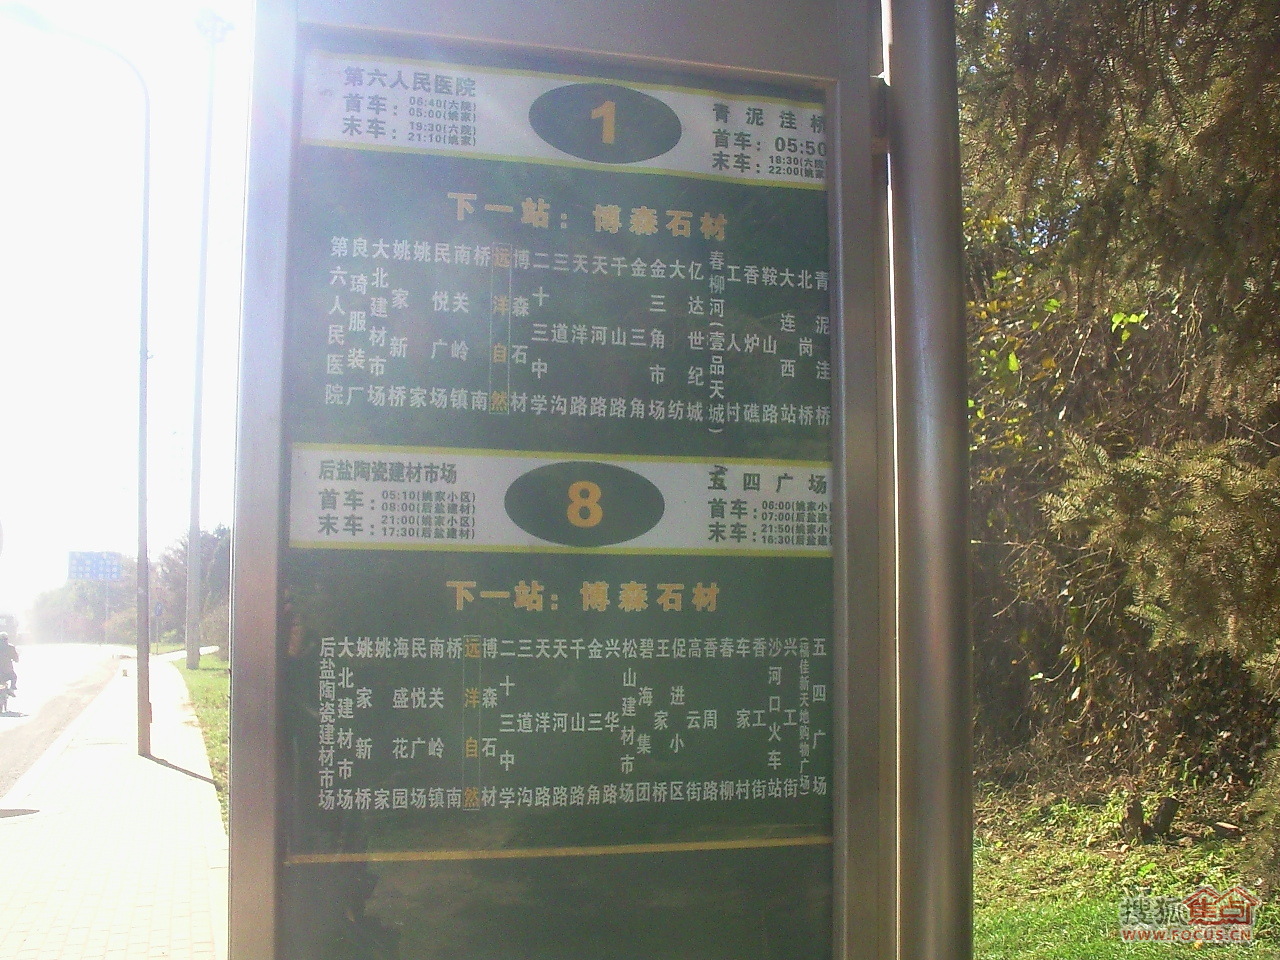 第六人民医院
首车：06:40(六院)
05:00(姚家)
末车：19:30(六院)
21:10(姚家)
1
青泥洼桥
首车：05:50
末车：18:30(六院
22:00(姚家
下一站：博森石材
第六人民医院
良琦服装厂
大北建材市场
姚家新桥
姚家
民悦广场
南关岭镇
桥南
远洋自然
博森石材
二十三中学
三道沟
天洋路
天河路
千山路
金三角
金三角市场
大纺
亿达世纪城
春柳河(壹品天城)
工人村
香炉礁
鞍山路
大连西站
北岗桥
青泥洼桥
后盐陶瓷建材市场
首车：05:10(姚家小区)
08:00(后盐建材)
末车：21:00(姚家小区)
17:30(后盐建材)
8
五四广场
首车：06:00(姚家小
07:00(后盐建
末车：21:50(姚家小
18:30(后盐建
下一站：博森石材
后盐陶瓷建材市场
大北建材市场
姚家新桥
姚家
海盛花园
民悦广场
南关岭镇
桥南
远洋自然
博森石材
二十三中学
三道沟
天洋路
天河路
千山路
金三角
兴华路
松山建材市场
碧海集团
王家桥
促进小区
高云街
香周路
春柳
车家村
香工街
沙河口火车站
兴工街
(福佳新天地购物广场)
五四广场
搜狐焦点
WWW.FOCUS.CN